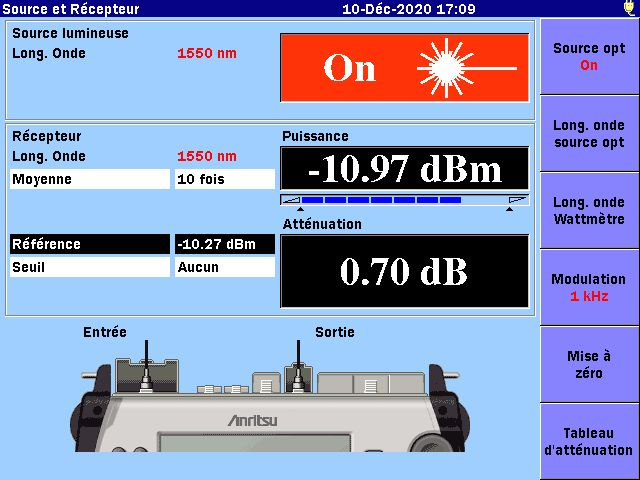 Source et Récepteur
10-Déc-2020 17:09
Source lumineuse
Long. Onde
1550 nm
On
Récepteur
Long. Onde
1550 nm
Moyenne
10 fois
Puissance
-10.97 dBm
Référence
-10.27 dBm
Seuil
Aucun
Atténuation
0.70 dB
Entrée
Sortie
Anritsu
Source opt
On
Long. onde
source opt
Long. onde
Wattmètre
Modulation
1 kHz
Mise à
zéro
Tableau
d'atténuation